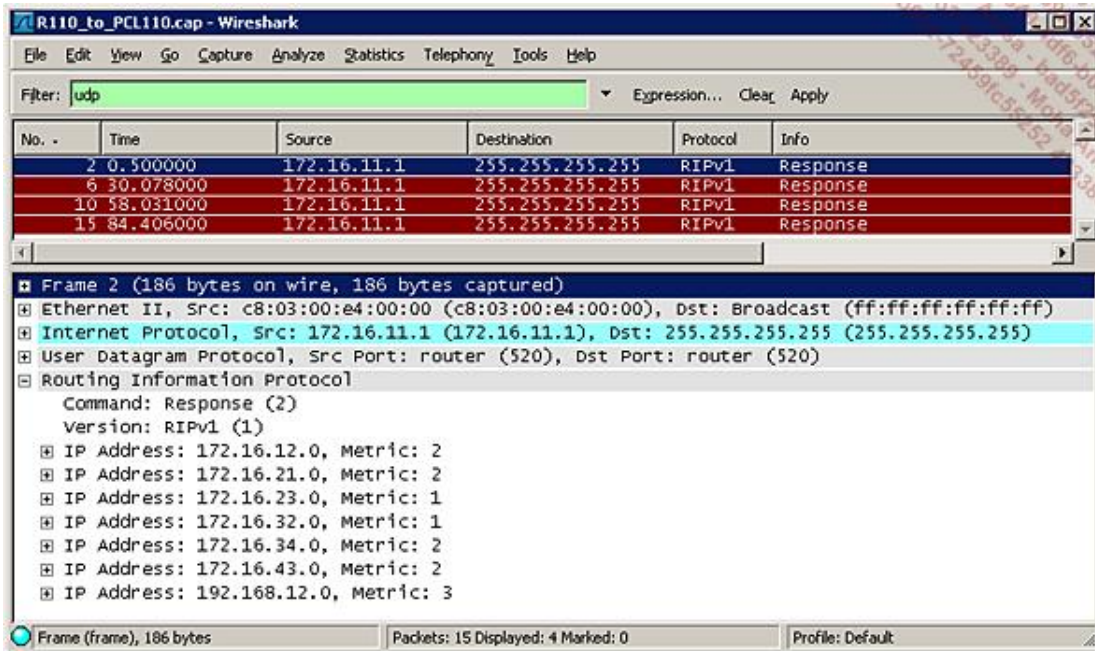 R110_to_PCL110.cap - Wireshark
File Edit View Go Capture Analyze Statistics Telephony Tools Help
Filter: udp Expression... Clear Apply
No. - Time Source Destination Protocol Info
2 0.500000 172.16.11.1 255.255.255.255 RIPv1 Response
6 30.078000 172.16.11.1 255.255.255.255 RIPv1 Response
10 58.031000 172.16.11.1 255.255.255.255 RIPv1 Response
15 84.406000 172.16.11.1 255.255.255.255 RIPv1 Response
Frame 2 (186 bytes on wire, 186 bytes captured)
Ethernet II, Src: c8:03:00:e4:00:00 (c8:03:00:e4:00:00), Dst: Broadcast (ff:ff:ff:ff:ff:ff)
Internet Protocol, Src: 172.16.11.1 (172.16.11.1), Dst: 255.255.255.255 (255.255.255.255)
User Datagram Protocol, Src Port: router (520), Dst Port: router (520)
Routing Information Protocol
Command: Response (2)
Version: RIPv1 (1)
IP Address: 172.16.12.0, Metric: 2
IP Address: 172.16.21.0, Metric: 2
IP Address: 172.16.23.0, Metric: 1
IP Address: 172.16.32.0, Metric: 1
IP Address: 172.16.34.0, Metric: 2
IP Address: 172.16.43.0, Metric: 2
IP Address: 192.168.12.0, Metric: 3
Frame (frame), 186 bytes Packets: 15 Displayed: 4 Marked: 0 Profile: Default